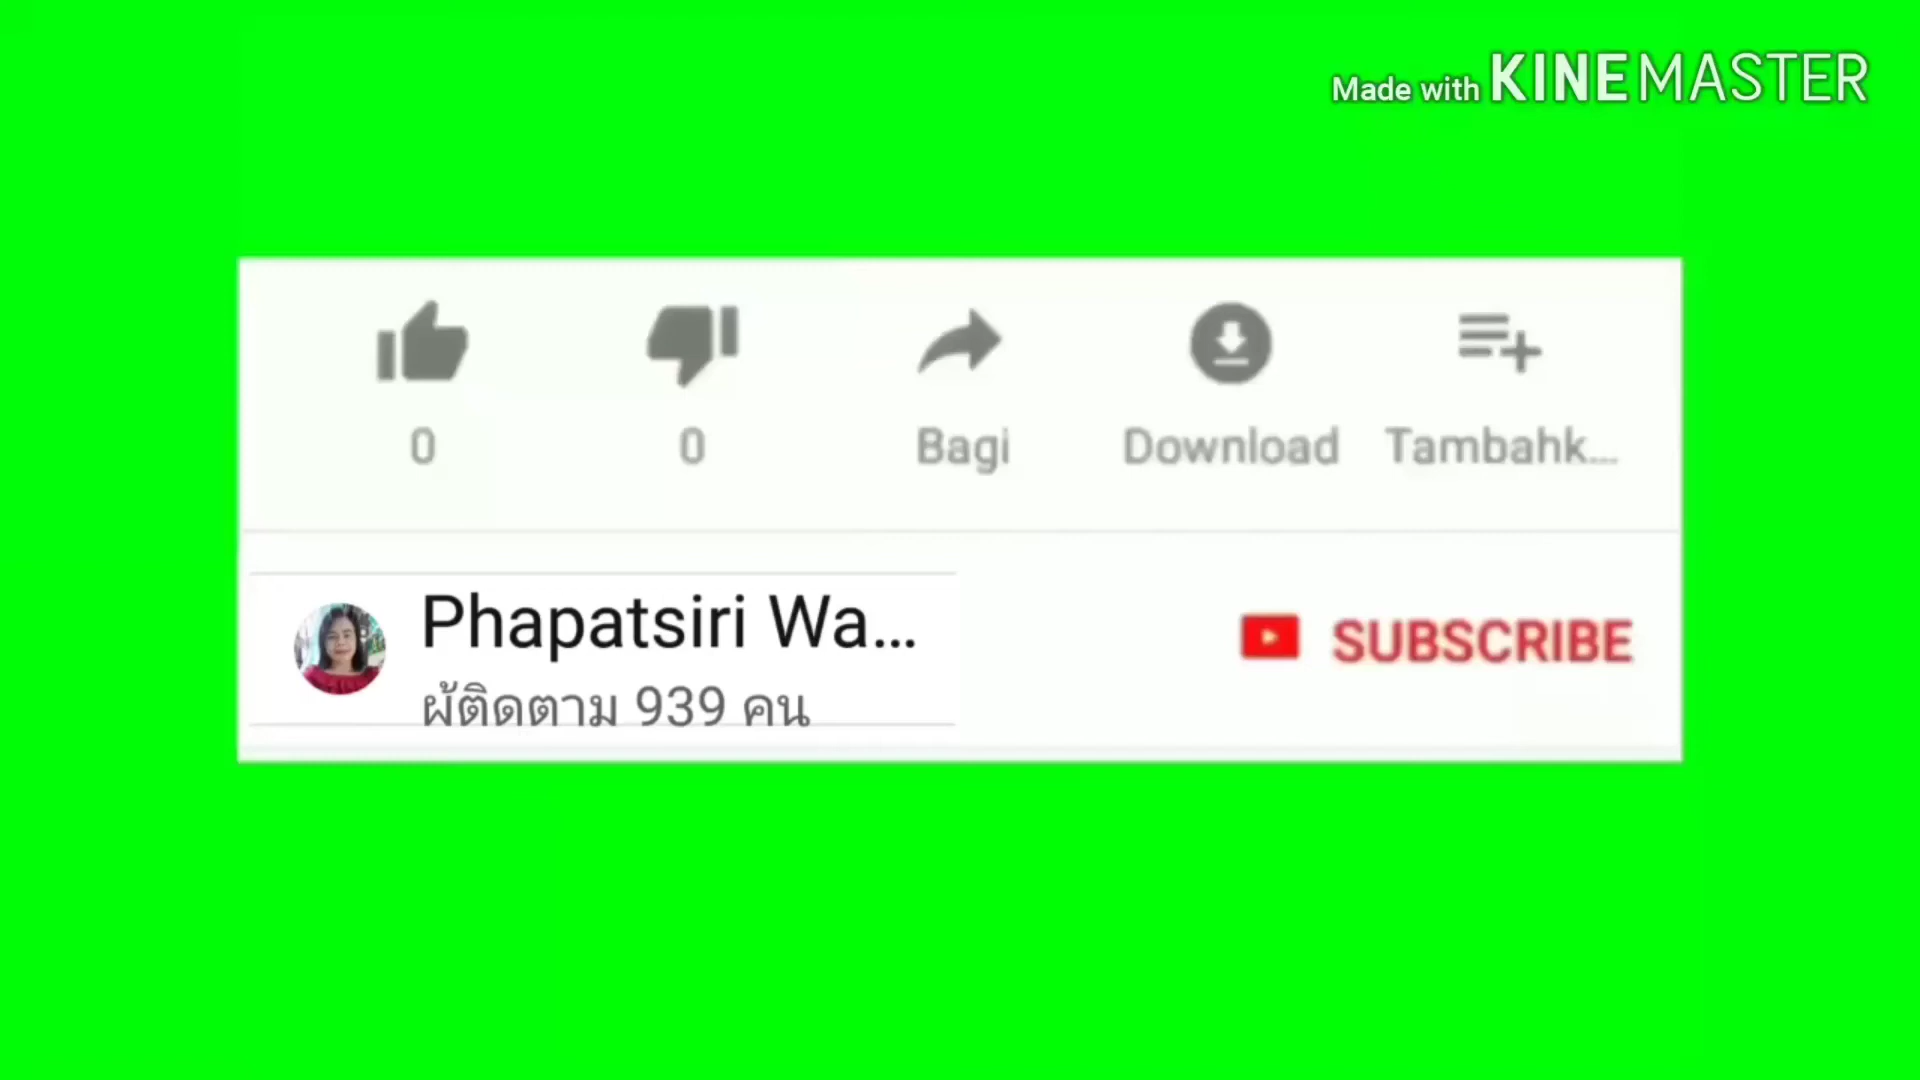 Made with KINEMASTER
0 0 Bagi Download Tambahk...
Phapatsiri Wa...
SUBSCRIBE
ผู้ติดตาม 939 คน